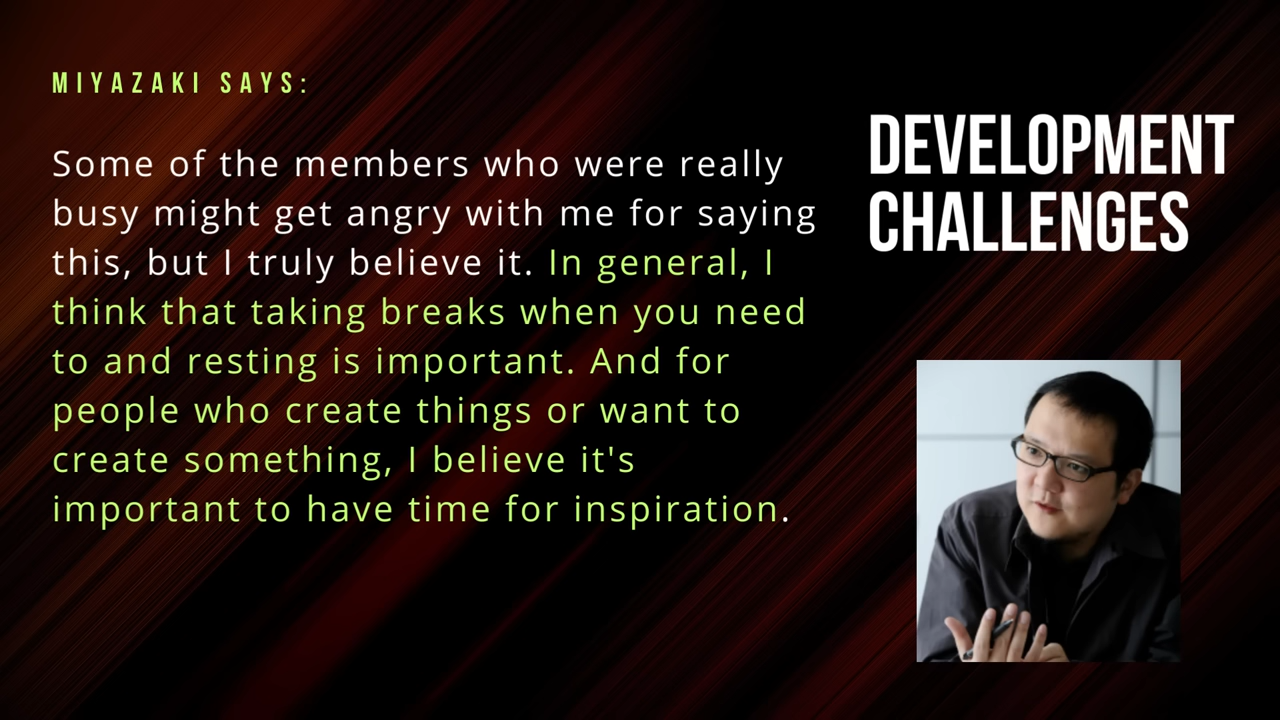 MIYAZAKI SAYS:
Some of the members who were really
busy might get angry with me for saying
this, but I truly believe it. In general, I
think that taking breaks when you need
to and resting is important. And for
people who create things or want to
create something, I believe it's
important to have time for inspiration.
DEVELOPMENT
CHALLENGES